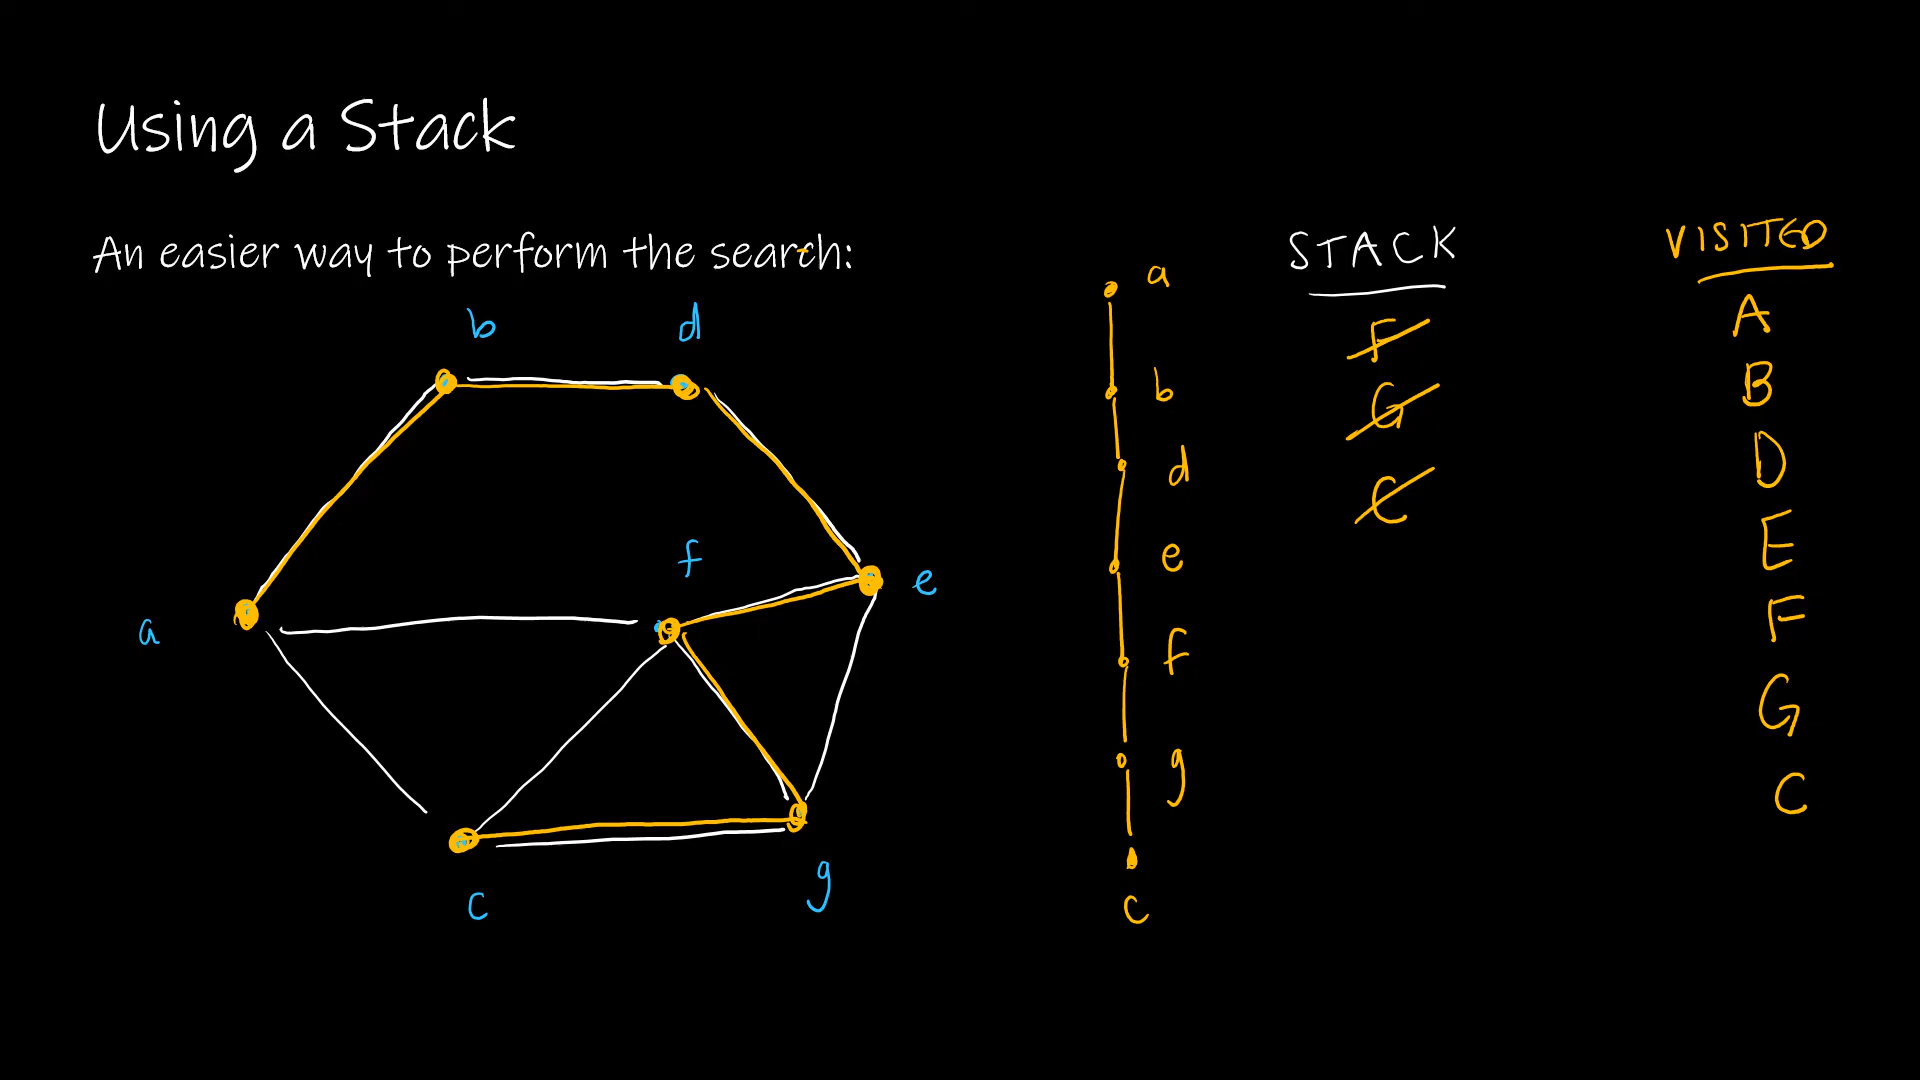 Using a Stack
An easier way to perform the search:
b
d
f
e
a
c
g
a
b
d
e
f
g
c
STACK
F
G
C
VISITED
A
B
D
E
F
G
C